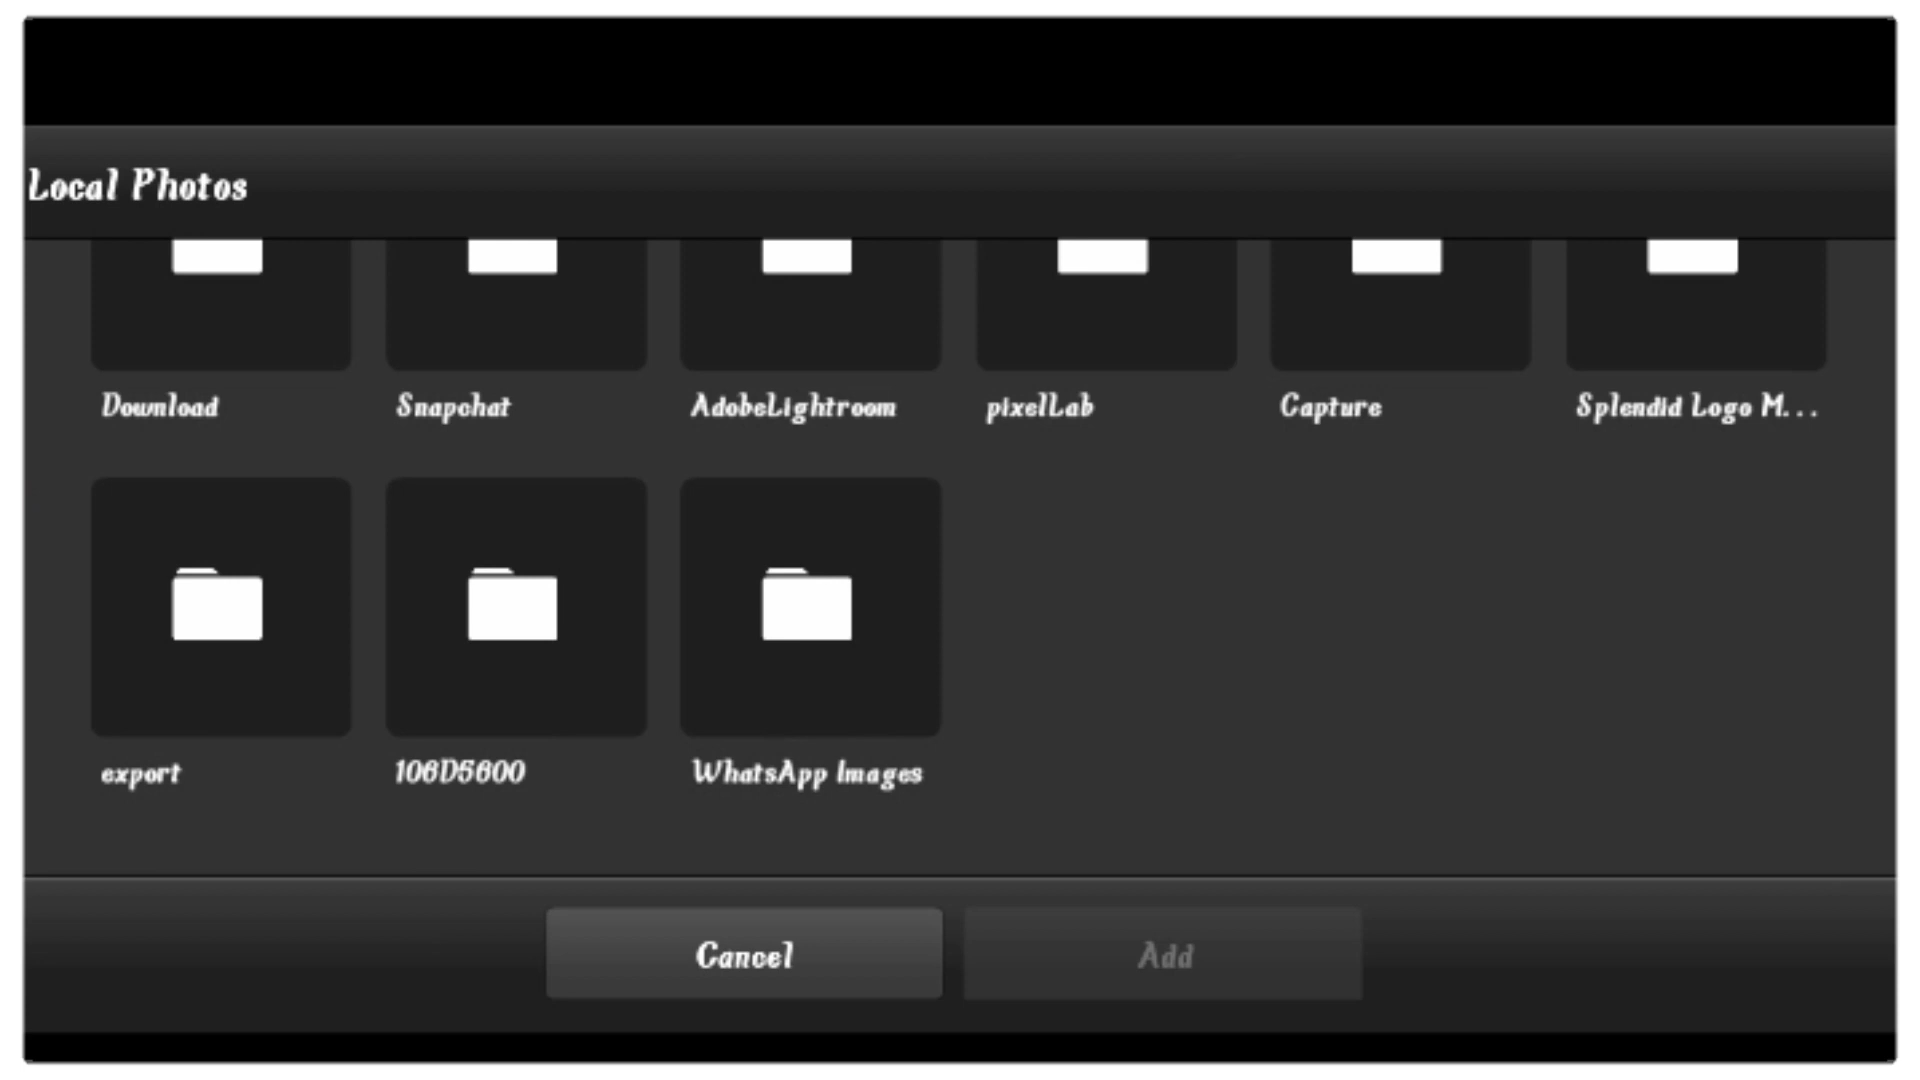 Local Photos
Download Snapchat AdobeLightroom pixelLab Capture Splendid Logo M...
export 106D5600 WhatsApp Images
Cancel Add